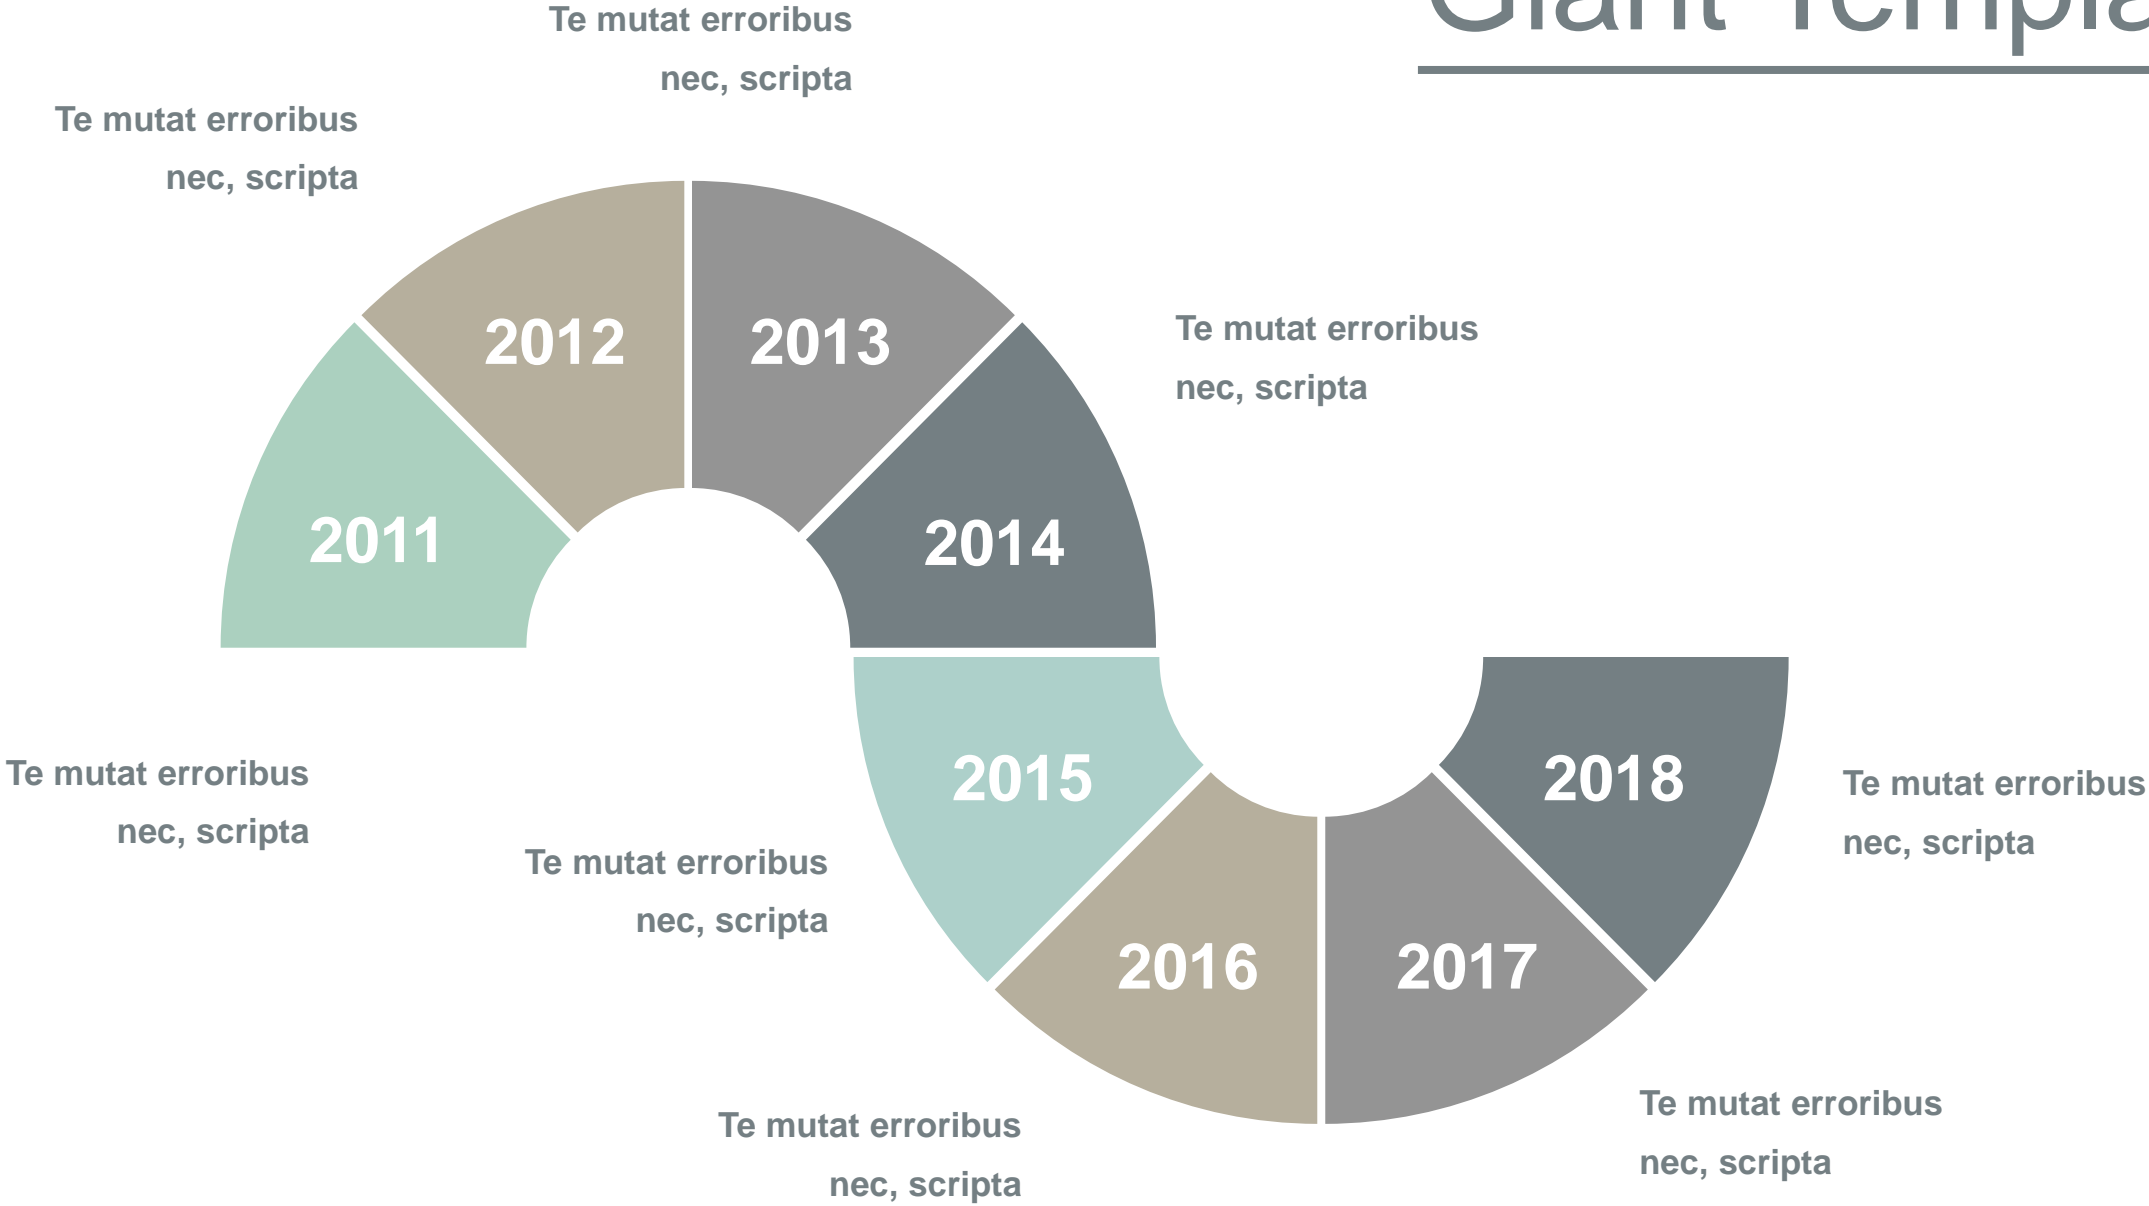 Giant Templa
Te mutat erroribus
nec, scripta
Te mutat erroribus
nec, scripta
2012
2013
Te mutat erroribus
nec, scripta
2011
2014
Te mutat erroribus
nec, scripta
2015
2018
Te mutat erroribus
nec, scripta
Te mutat erroribus
nec, scripta
2016
2017
Te mutat erroribus
nec, scripta
Te mutat erroribus
nec, scripta